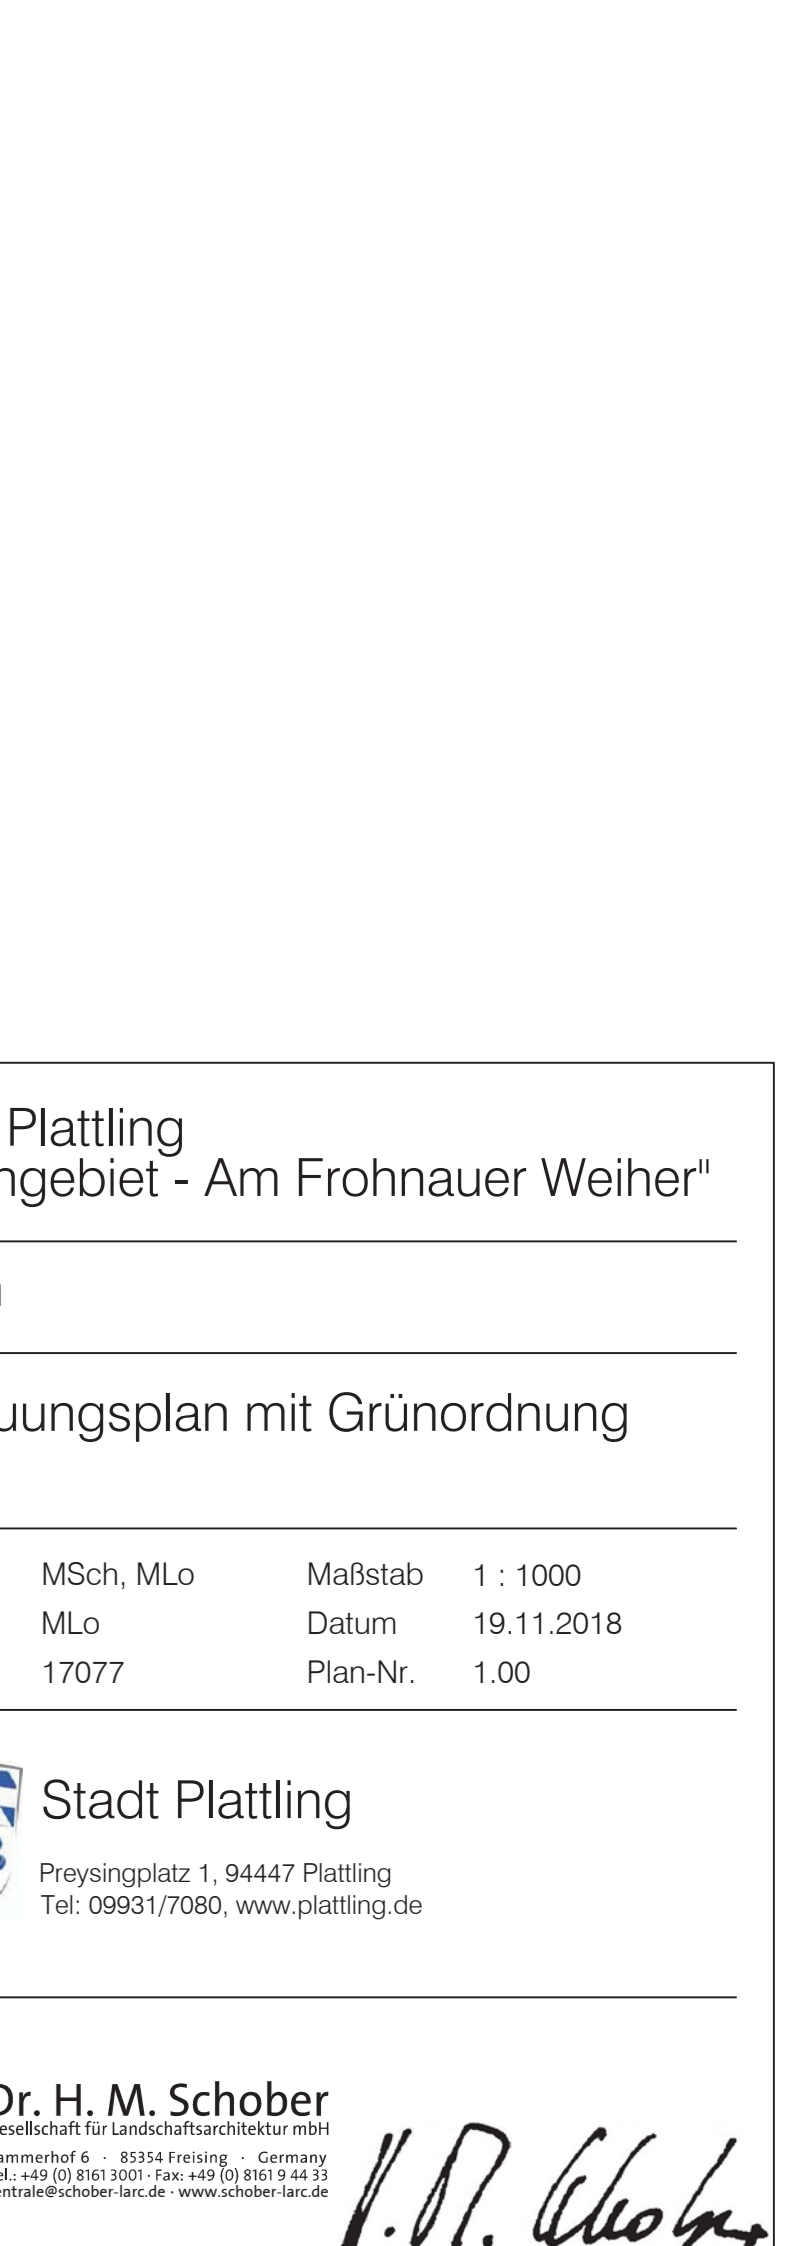 Plattling
ngebiet - Am Frohnauer Weiher"
uungsplan mit Grünordnung
MSch, MLo Maßstab 1 : 1000
MLo Datum 19.11.2018
17077 Plan-Nr. 1.00
Stadt Plattling
Preysingplatz 1, 94447 Plattling
Tel: 09931/7080, www.plattling.de
Dr. H. M. Schober
esellschaft für Landschaftsarchitektur mbH
ammerhof 6 · 85354 Freising · Germany
el.: +49 (0) 8161 3001 · Fax: +49 (0) 8161 9 44 33
entrale@schober-larc.de · www.schober-larc.de
H. M. Schober